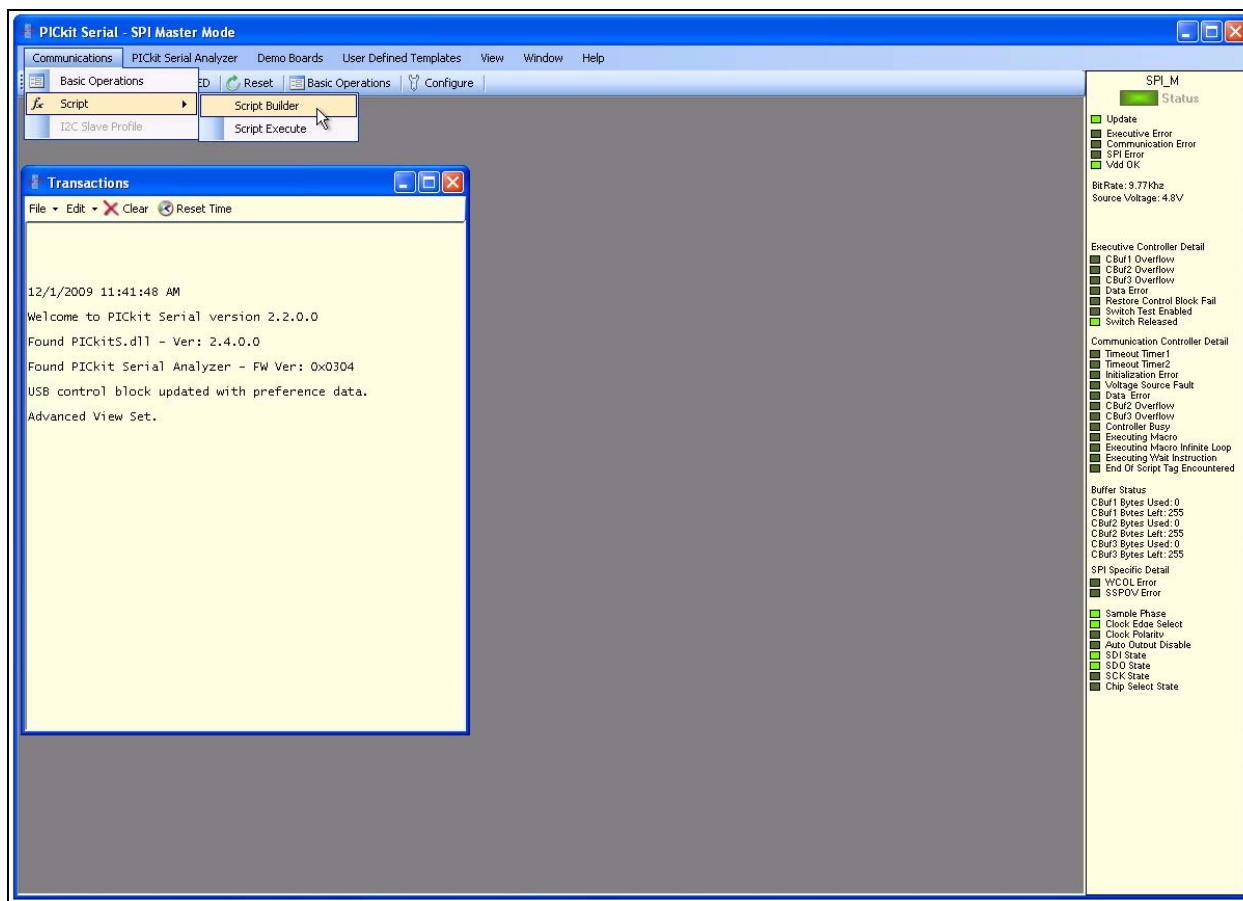 PICkit Serial - SPI Master Mode
Communications PICkit Serial Analyzer Demo Boards User Defined Templates View Window Help
Basic Operations
ED Reset Basic Operations Configure
Script
Script Builder
I2C Slave Profile
Script Execute
Transactions
File Edit Clear Reset Time
12/1/2009 11:41:48 AM
Welcome to PICkit Serial version 2.2.0.0
Found PICkitS.dll - Ver: 2.4.0.0
Found PICkit Serial Analyzer - FW Ver: 0x0304
USB control block updated with preference data.
Advanced View Set.
SPI_M
Status
Update
Executive Error
Communication Error
SPI Error
Vdd OK
BitRate: 9.77Khz
Source Voltage: 4.8V
Executive Controller Detail
CBuf1 Overflow
CBuf2 Overflow
CBuf3 Overflow
Data Error
Restore Control Block Fail
Switch Test Enabled
Switch Released
Communication Controller Detail
Timeout Timer1
Timeout Timer2
Initialization Error
Voltage Source Fault
Data Error
CBuf2 Overflow
CBuf3 Overflow
Controller Busy
Executing Macro
Executing Macro Infinite Loop
Executing Wait Instruction
End Of Script Tag Encountered
Buffer Status
CBuf1 Bytes Used: 0
CBuf1 Bytes Left: 255
CBuf2 Bytes Used: 0
CBuf2 Bytes Left: 255
CBuf3 Bytes Used: 0
CBuf3 Bytes Left: 255
SPI Specific Detail
WCOL Error
SSPOV Error
Sample Phase
Clock Edge Select
Clock Polarity
Auto Output Disable
SDI State
SDO State
SCK State
Chip Select State